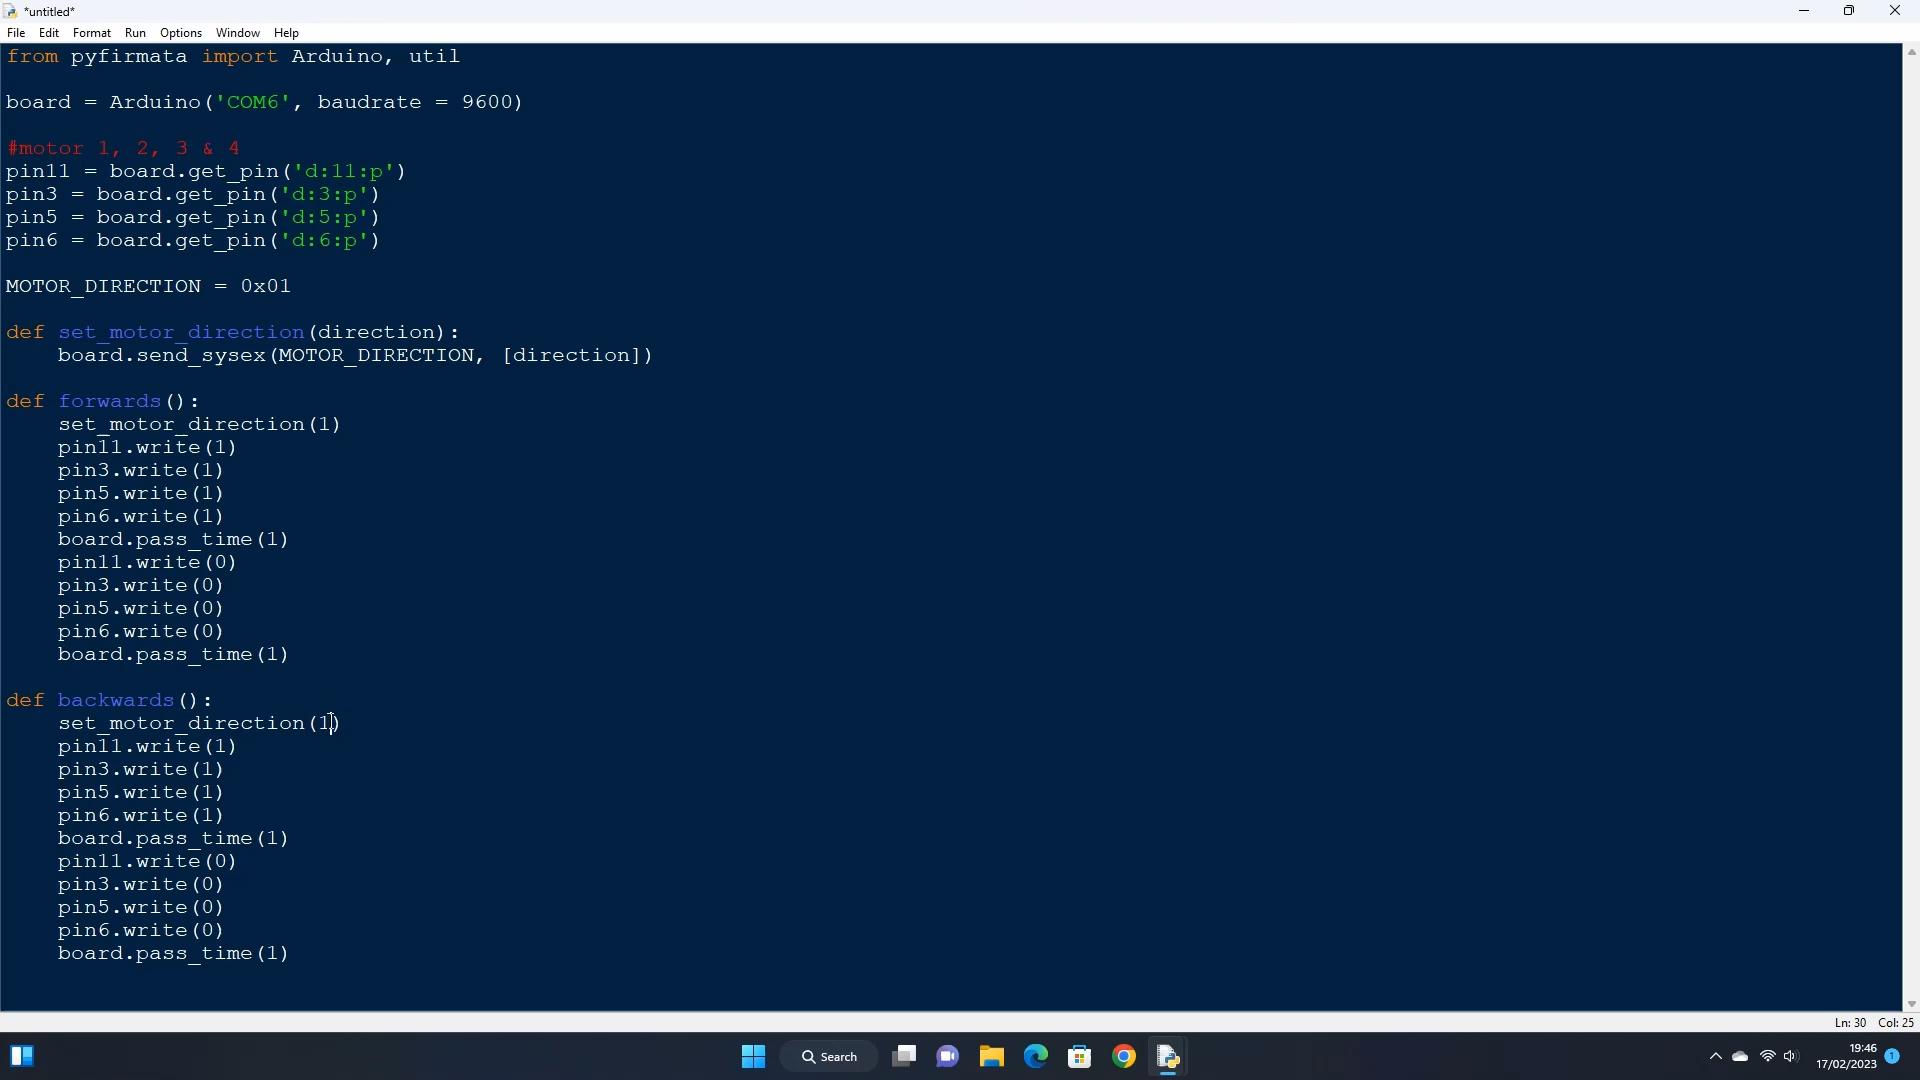 *untitled*
File Edit Format Run Options Window Help
from pyfirmata import Arduino, util
board = Arduino('COM6', baudrate = 9600)
#motor 1, 2, 3 & 4
pin11 = board.get_pin('d:11:p')
pin3 = board.get_pin('d:3:p')
pin5 = board.get_pin('d:5:p')
pin6 = board.get_pin('d:6:p')
MOTOR_DIRECTION = 0x01
def set_motor_direction(direction):
    board.send_sysex(MOTOR_DIRECTION, [direction])
def forwards():
    set_motor_direction(1)
    pin11.write(1)
    pin3.write(1)
    pin5.write(1)
    pin6.write(1)
    board.pass_time(1)
    pin11.write(0)
    pin3.write(0)
    pin5.write(0)
    pin6.write(0)
    board.pass_time(1)
def backwards():
    set_motor_direction(1)
    pin11.write(1)
    pin3.write(1)
    pin5.write(1)
    pin6.write(1)
    board.pass_time(1)
    pin11.write(0)
    pin3.write(0)
    pin5.write(0)
    pin6.write(0)
    board.pass_time(1)
Ln: 30 Col: 25
Search
19:46
17/02/2023
1